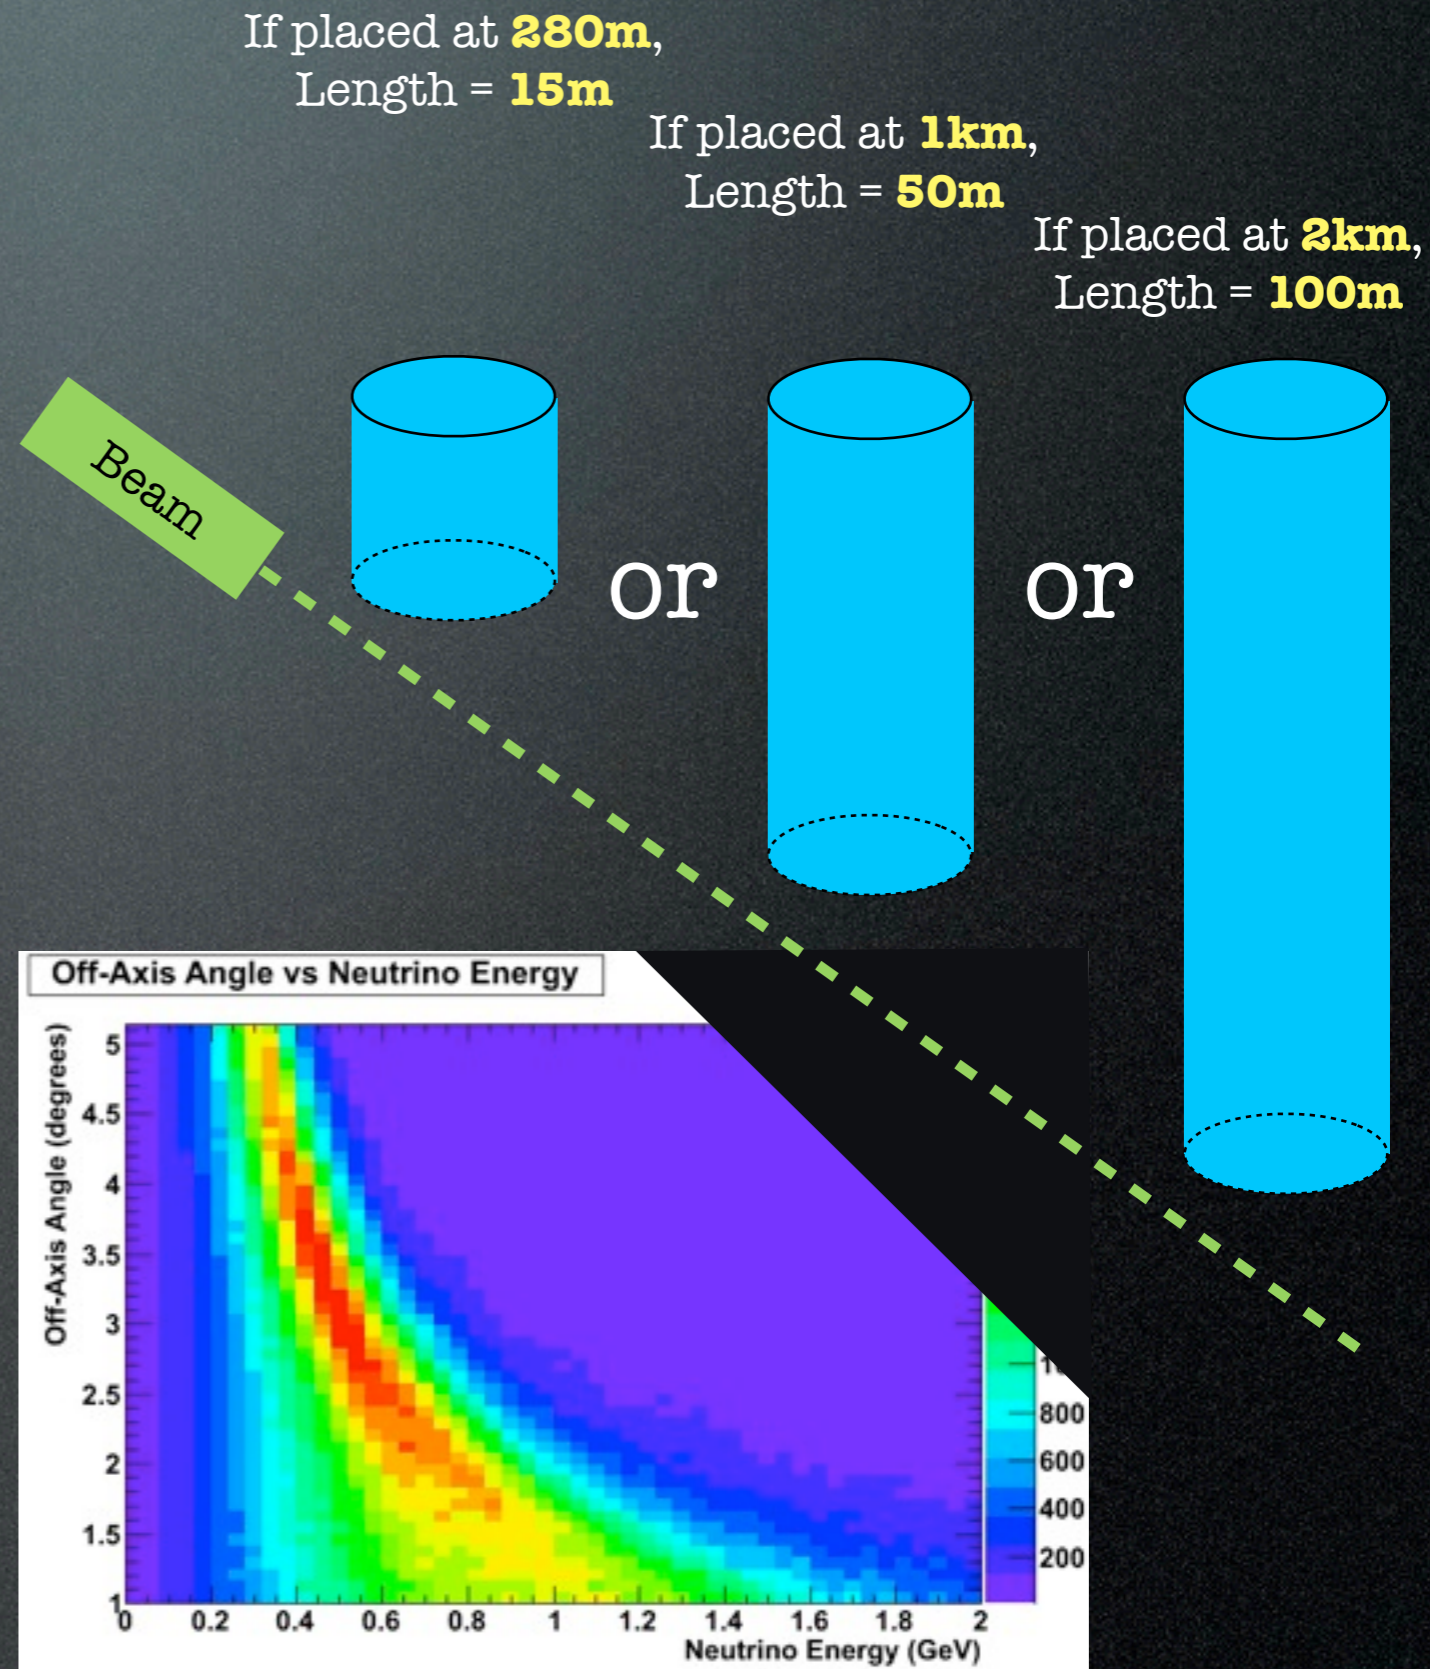 If placed at 280m,
Length = 15m
If placed at 1km,
Length = 50m
If placed at 2km,
Length = 100m
Beam
or
or
Off-Axis Angle vs Neutrino Energy
Off-Axis Angle (degrees)
5
4.5
4
3.5
3
2.5
2
1.5
1
800
600
400
200
0 0.2 0.4 0.6 0.8 1 1.2 1.4 1.6 1.8 2
Neutrino Energy (GeV)